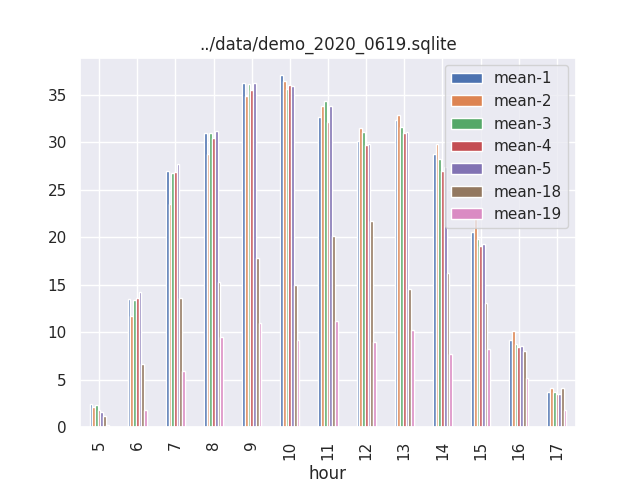 ../data/demo_2020_0619.sqlite
mean-1
mean-2
mean-3
mean-4
mean-5
mean-18
mean-19
35
30
25
20
15
10
5
0
5 6 7 8 9 10 11 12 13 14 15 16 17
hour